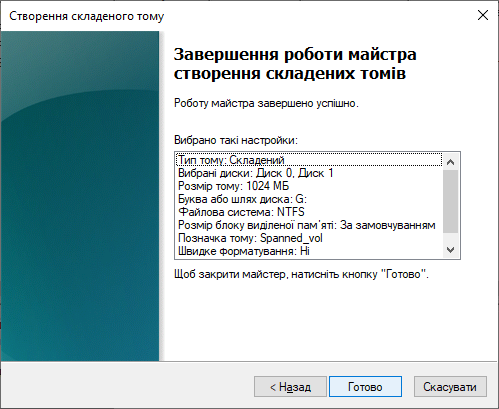 Створення складеного тому
Завершення роботи майстра
створення складених томів
Роботу майстра завершено успішно.
Вибрано такі настройки:
Тип тому: Складений
Вибрані диски: Диск 0, Диск 1
Розмір тому: 1024 МБ
Буква або шлях диска: G:
Файлова система: NTFS
Розмір блоку виділеної пам'яті: За замовчуванням
Позначка тому: Spanned_vol
Швидке форматування: Ні
Щоб закрити майстер, натисніть кнопку "Готово".
< Назад
Готово
Скасувати